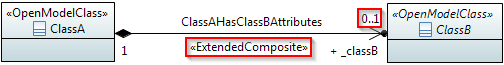 «OpenModelClass»
ClassA
ClassAHasClassBAttributes
0..1
1
«ExtendedComposite»
+ _classB
«OpenModelClass»
ClassB